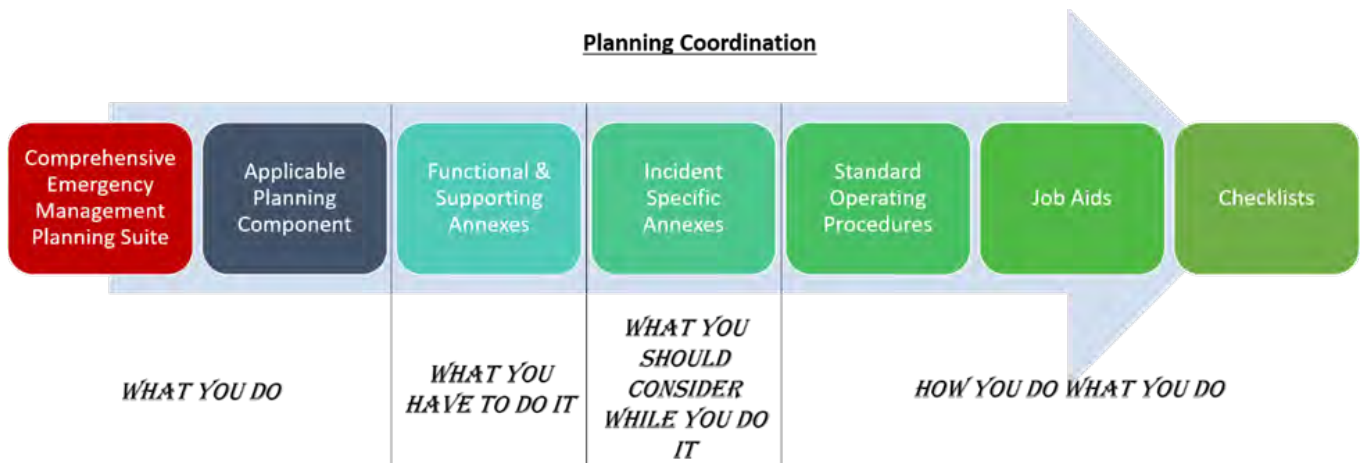 Planning Coordination
Comprehensive
Emergency
Management
Planning Suite
Applicable
Planning
Component
Functional &
Supporting
Annexes
Incident
Specific
Annexes
Standard
Operating
Procedures
Job Aids
Checklists
WHAT YOU DO
WHAT YOU
HAVE TO DO IT
WHAT YOU
SHOULD
CONSIDER
WHILE YOU DO
IT
HOW YOU DO WHAT YOU DO